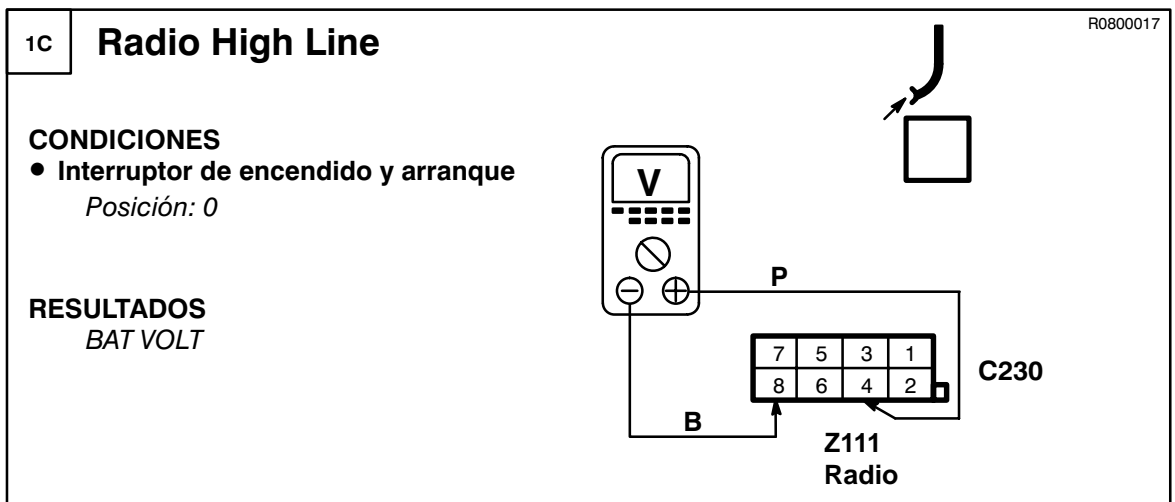 R0800017
1C Radio High Line
CONDICIONES
● Interruptor de encendido y arranque
Posición: 0
RESULTADOS
BAT VOLT
V
P
7 5 3 1
8 6 4 2
C230
B
Z111
Radio